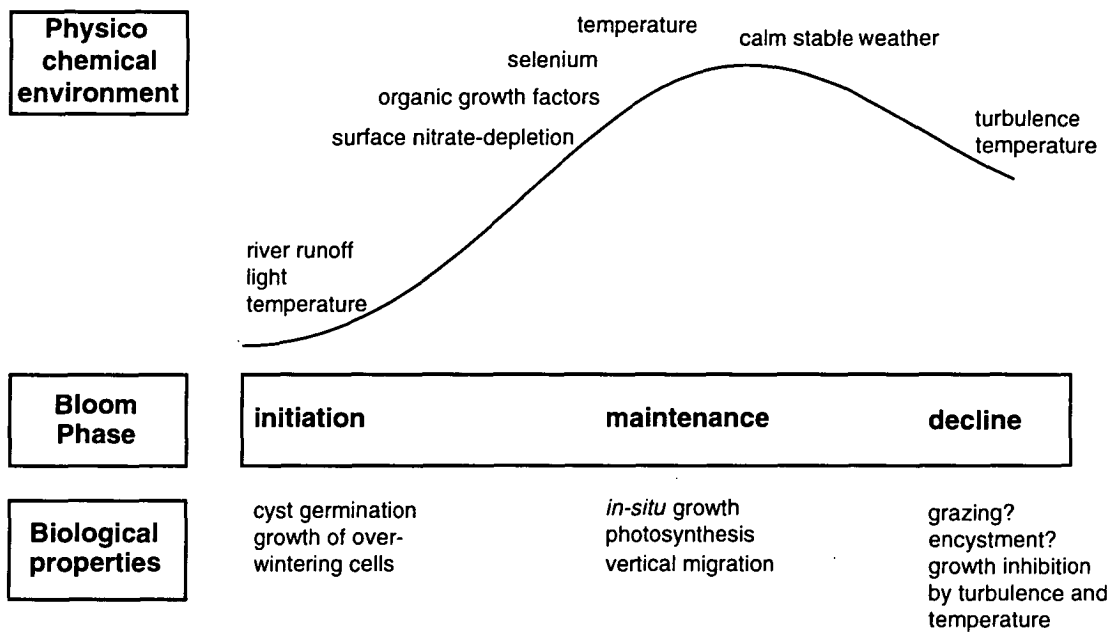 Physico
chemical
environment
temperature
calm stable weather
selenium
organic growth factors
surface nitrate-depletion
turbulence
temperature
river runoff
light
temperature
Bloom
Phase
initiation
maintenance
decline
Biological
properties
cyst germination
growth of over-
wintering cells
in-situ growth
photosynthesis
vertical migration
grazing?
encystment?
growth inhibition
by turbulence and
temperature